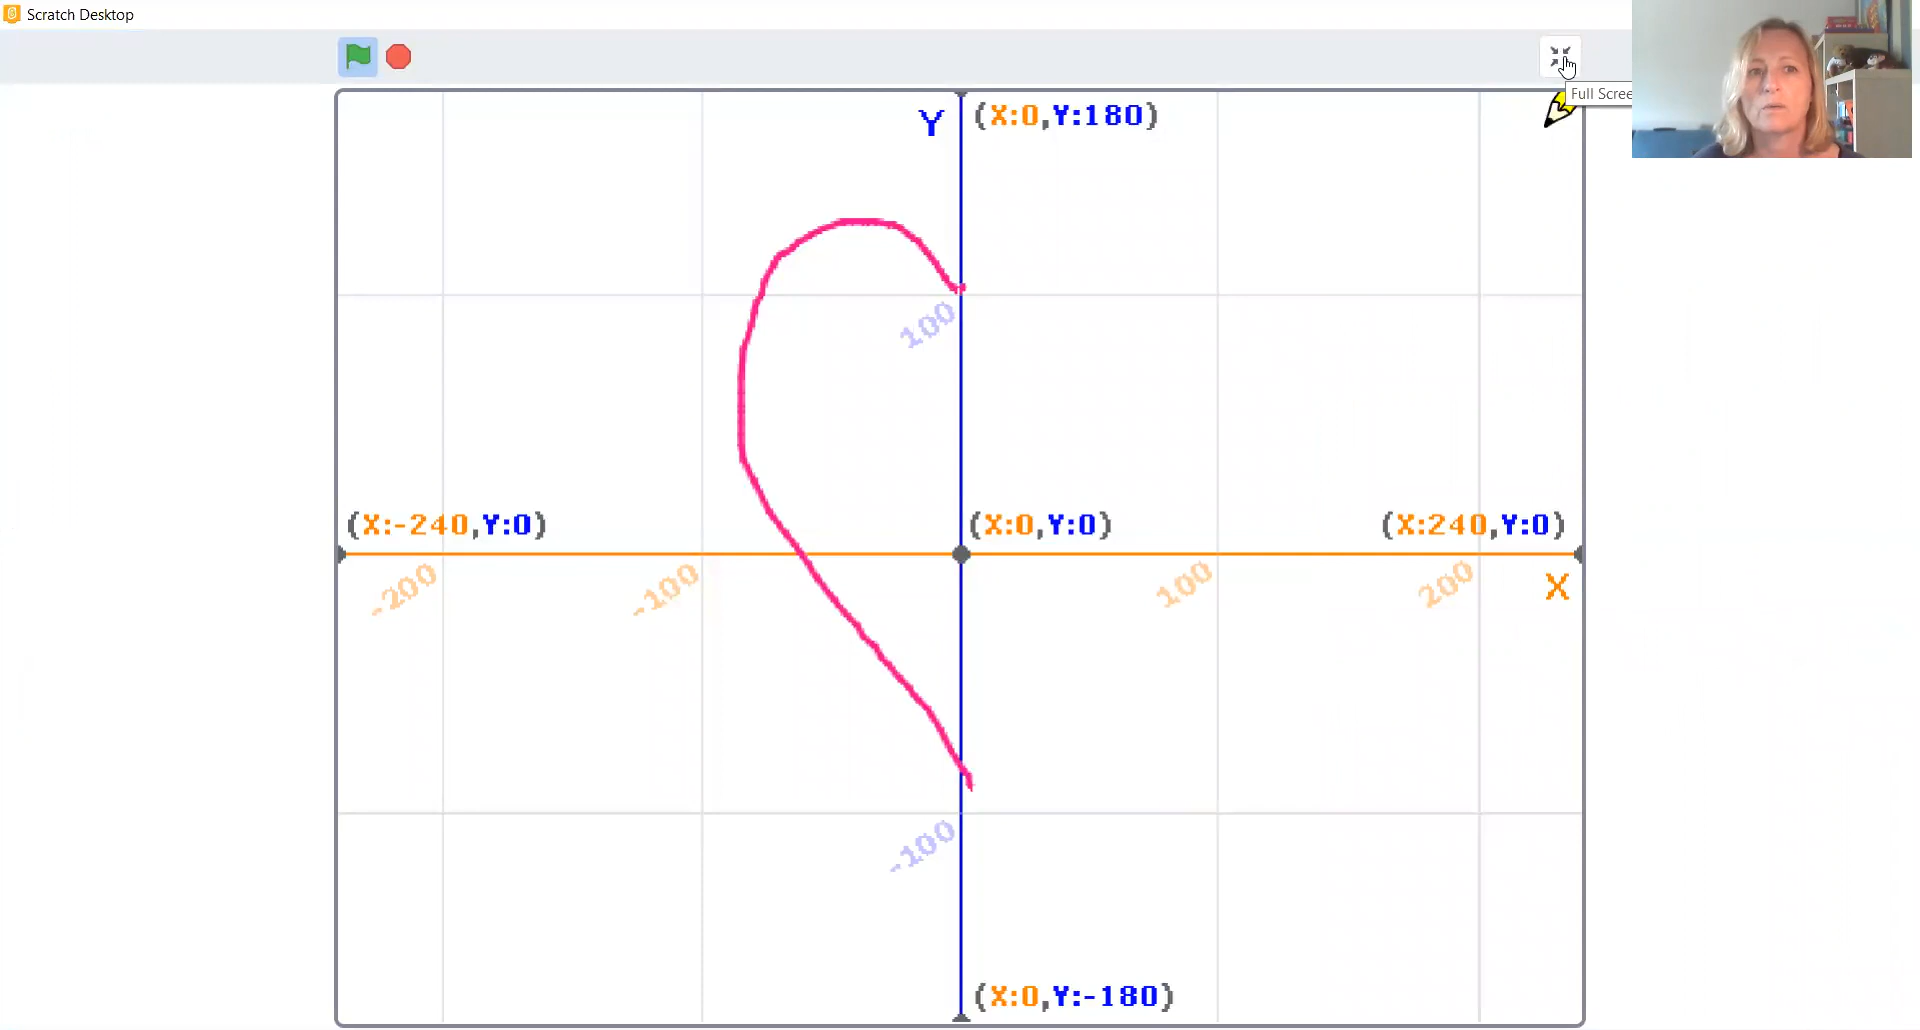 Scratch Desktop
Full Scree
Y (X:0,Y:180)
100
(X:-240,Y:0) (X:0,Y:0) (X:240,Y:0)
-200 -100 100 200 X
-100
(X:0,Y:-180)